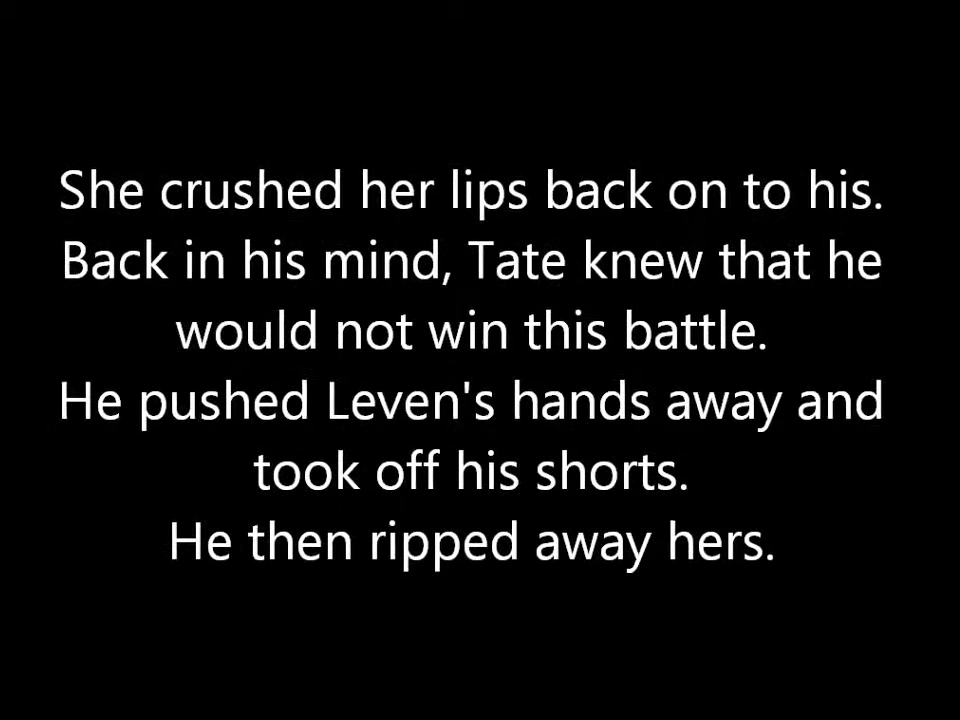 She crushed her lips back on to his.
Back in his mind, Tate knew that he
would not win this battle.
He pushed Leven's hands away and
took off his shorts.
He then ripped away hers.